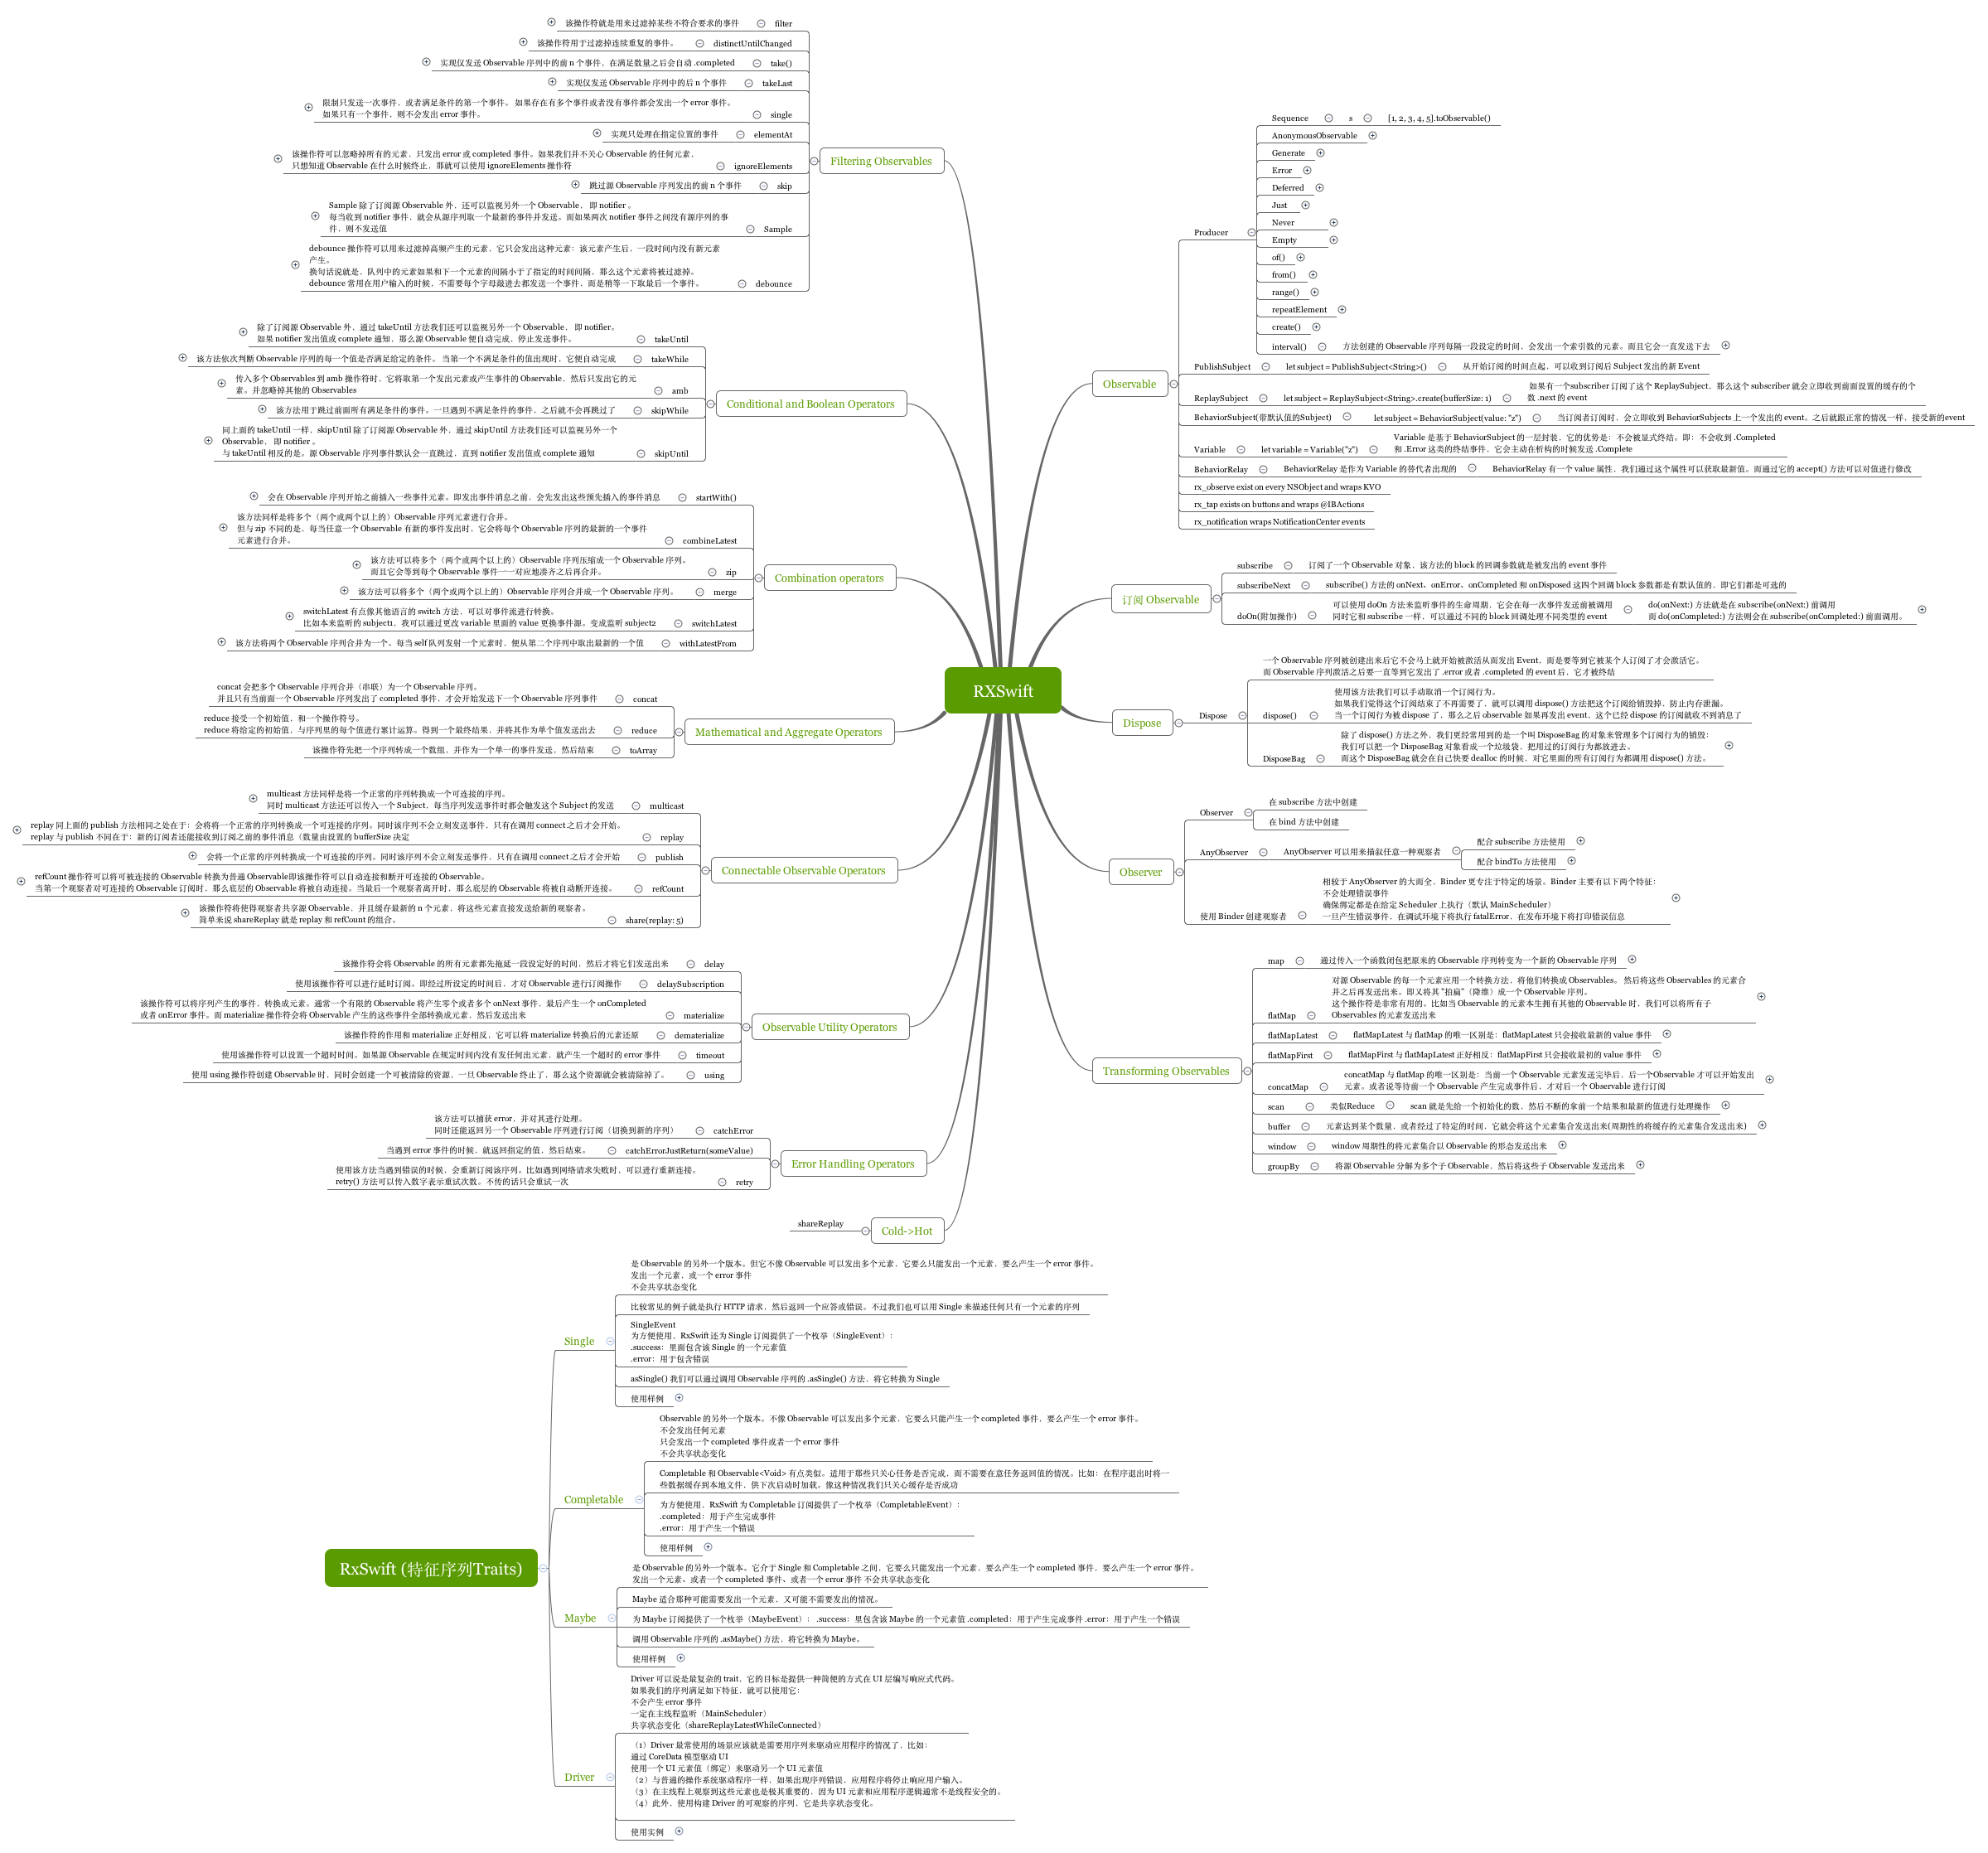 RXSwift
Filtering Observables
filter
该操作符就是用来过滤掉某些不符合要求的事件
distinctUntilChanged
该操作符用于过滤掉连续重复的事件。
take()
实现仅发送 Observable 序列中的前 n 个事件，在满足数量之后会自动 .completed
takeLast
实现仅发送 Observable 序列中的后 n 个事件
single
限制只发送一次事件，或者满足条件的第一个事件。 如果存在有多个事件或者没有事件都会发出一个 error 事件。
如果只有一个事件，则不会发出 error 事件。
elementAt
实现只处理在指定位置的事件
ignoreElements
该操作符可以忽略掉所有的元素，只发出 error 或 completed 事件。如果我们并不关心 Observable 的任何元素，
只想知道 Observable 在什么时候终止，那就可以使用 ignoreElements 操作符
skip
跳过源 Observable 序列发出的前 n 个事件
Sample
Sample 除了订阅源 Observable 外，还可以监视另外一个 Observable， 即 notifier 。
每当收到 notifier 事件，就会从源序列取一个最新的事件并发送。而如果两次 notifier 事件之间没有源序列的事
件，则不发送值
debounce
debounce 操作符可以用来过滤掉高频产生的元素，它只会发出这种元素：该元素产生后，一段时间内没有新元素
产生。
换句话说就是，队列中的元素如果和下一个元素的间隔小于了指定的时间间隔，那么这个元素将被过滤掉。
debounce 常用在用户输入的时候，不需要每个字母敲进去都发送一个事件，而是稍等一下取最后一个事件。
Conditional and Boolean Operators
takeUntil
除了订阅源 Observable 外，通过 takeUntil 方法我们还可以监视另外一个 Observable， 即 notifier。
如果 notifier 发出值或 complete 通知，那么源 Observable 便自动完成，停止发送事件。
takeWhile
该方法依次判断 Observable 序列的每一个值是否满足给定的条件。 当第一个不满足条件的值出现时，它便自动完成
amb
传入多个 Observables 到 amb 操作符时，它将取第一个发出元素或产生事件的 Observable，然后只发出它的元
素。并忽略掉其他的 Observables
skipWhile
该方法用于跳过前面所有满足条件的事件。一旦遇到不满足条件的事件，之后就不会再跳过了
skipUntil
同上面的 takeUntil 一样，skipUntil 除了订阅源 Observable 外，通过 skipUntil 方法我们还可以监视另外一个
Observable， 即 notifier 。
与 takeUntil 相反的是。源 Observable 序列事件默认会一直跳过，直到 notifier 发出值或 complete 通知
Combination operators
startWith()
会在 Observable 序列开始之前插入一些事件元素。即发出事件消息之前，会先发出这些预先插入的事件消息
combineLatest
该方法同样是将多个（两个或两个以上的）Observable 序列元素进行合并。
但与 zip 不同的是，每当任意一个 Observable 有新的事件发出时，它会将每个 Observable 序列的最新的一个事件
元素进行合并。
zip
该方法可以将多个（两个或两个以上的）Observable 序列压缩成一个 Observable 序列。
而且它会等到每个 Observable 事件一一对应地凑齐之后再合并。
merge
该方法可以将多个（两个或两个以上的）Observable 序列合并成一个 Observable 序列。
switchLatest
switchLatest 有点像其他语言的 switch 方法，可以对事件流进行转换。
比如本来监听的 subject1，我可以通过更改 variable 里面的 value 更换事件源。变成监听 subject2
withLatestFrom
该方法将两个 Observable 序列合并为一个。每当 self 队列发射一个元素时，便从第二个序列中取出最新的一个值
Mathematical and Aggregate Operators
concat
concat 会把多个 Observable 序列合并（串联）为一个 Observable 序列。
并且只有当前面一个 Observable 序列发出了 completed 事件，才会开始发送下一个 Observable 序列事件
reduce
reduce 接受一个初始值，和一个操作符号。
reduce 将给定的初始值，与序列里的每个值进行累计运算。得到一个最终结果，并将其作为单个值发送出去
toArray
该操作符先把一个序列转成一个数组，并作为一个单一的事件发送，然后结束
Connectable Observable Operators
multicast
multicast 方法同样是将一个正常的序列转换成一个可连接的序列。
同时 multicast 方法还可以传入一个 Subject，每当序列发送事件时都会触发这个 Subject 的发送
replay
replay 同上面的 publish 方法相同之处在于：会将将一个正常的序列转换成一个可连接的序列。同时该序列不会立刻发送事件，只有在调用 connect 之后才会开始。
replay 与 publish 不同在于：新的订阅者还能接收到订阅之前的事件消息（数量由设置的 bufferSize 决定
publish
会将一个正常的序列转换成一个可连接的序列。同时该序列不会立刻发送事件，只有在调用 connect 之后才会开始
refCount
refCount 操作符可以将可被连接的 Observable 转换为普通 Observable即该操作符可以自动连接和断开可连接的 Observable。
当第一个观察者对可连接的 Observable 订阅时，那么底层的 Observable 将被自动连接。当最后一个观察者离开时，那么底层的 Observable 将被自动断开连接。
share(replay: 5)
该操作符将使得观察者共享源 Observable，并且缓存最新的 n 个元素，将这些元素直接发送给新的观察者。
简单来说 shareReplay 就是 replay 和 refCount 的组合。
Observable Utility Operators
delay
该操作符会将 Observable 的所有元素都先拖延一段设定好的时间，然后才将它们发送出来
delaySubscription
使用该操作符可以进行延时订阅。即经过所设定的时间后，才对 Observable 进行订阅操作
materialize
该操作符可以将序列产生的事件，转换成元素。通常一个有限的 Observable 将产生零个或者多个 onNext 事件，最后产生一个 onCompleted
或者 onError 事件。而 materialize 操作符会将 Observable 产生的这些事件全部转换成元素，然后发送出来
dematerialize
该操作符的作用和 materialize 正好相反，它可以将 materialize 转换后的元素还原
timeout
使用该操作符可以设置一个超时时间。如果源 Observable 在规定时间内没有发任何出元素，就产生一个超时的 error 事件
using
使用 using 操作符创建 Observable 时，同时会创建一个可被清除的资源，一旦 Observable 终止了，那么这个资源就会被清除掉了。
Error Handling Operators
catchError
该方法可以捕获 error，并对其进行处理。
同时还能返回另一个 Observable 序列进行订阅（切换到新的序列）
catchErrorJustReturn(someValue)
当遇到 error 事件的时候，就返回指定的值，然后结束。
retry
使用该方法当遇到错误的时候，会重新订阅该序列。比如遇到网络请求失败时，可以进行重新连接。
retry() 方法可以传入数字表示重试次数。不传的话只会重试一次
Cold->Hot
shareReplay
Observable
Producer
Sequence
s
[1, 2, 3, 4, 5].toObservable()
AnonymousObservable
Generate
Error
Deferred
Just
Never
Empty
of()
from()
range()
repeatElement
create()
interval()
方法创建的 Observable 序列每隔一段设定的时间，会发出一个索引数的元素。而且它会一直发送下去
PublishSubject
let subject = PublishSubject<String>()
从开始订阅的时间点起，可以收到订阅后 Subject 发出的新 Event
ReplaySubject
let subject = ReplaySubject<String>.create(bufferSize: 1)
如果有一个subscriber 订阅了这个 ReplaySubject，那么这个 subscriber 就会立即收到前面设置的缓存的个
数 .next 的 event
BehaviorSubject(带默认值的Subject)
let subject = BehaviorSubject(value: "z")
当订阅者订阅时，会立即收到 BehaviorSubjects 上一个发出的 event。之后就跟正常的情况一样，接受新的event
Variable
let variable = Variable("z")
Variable 是基于 BehaviorSubject 的一层封装，它的优势是：不会被显式终结。即：不会收到 .Completed
和 .Error 这类的终结事件，它会主动在析构的时候发送 .Complete
BehaviorRelay
BehaviorRelay 是作为 Variable 的替代者出现的
BehaviorRelay 有一个 value 属性，我们通过这个属性可以获取最新值。而通过它的 accept() 方法可以对值进行修改
rx_observe exist on every NSObject and wraps KVO
rx_tap exists on buttons and wraps @IBActions
rx_notification wraps NotificationCenter events
订阅 Observable
subscribe
订阅了一个 Observable 对象，该方法的 block 的回调参数就是被发出的 event 事件
subscribeNext
subscribe() 方法的 onNext、onError、onCompleted 和 onDisposed 这四个回调 block 参数都是有默认值的，即它们都是可选的
doOn(附加操作)
可以使用 doOn 方法来监听事件的生命周期，它会在每一次事件发送前被调用
同时它和 subscribe 一样，可以通过不同的 block 回调处理不同类型的 event
do(onNext:) 方法就是在 subscribe(onNext:) 前调用
而 do(onCompleted:) 方法则会在 subscribe(onCompleted:) 前面调用。
Dispose
Dispose
一个 Observable 序列被创建出来后它不会马上就开始被激活从而发出 Event，而是要等到它被某个人订阅了才会激活它。
而 Observable 序列激活之后要一直等到它发出了 .error 或者 .completed 的 event 后，它才被终结
dispose()
使用该方法我们可以手动取消一个订阅行为。
如果我们觉得这个订阅结束了不再需要了，就可以调用 dispose() 方法把这个订阅给销毁掉，防止内存泄漏。
当一个订阅行为被 dispose 了，那么之后 observable 如果再发出 event，这个已经 dispose 的订阅就收不到消息了
DisposeBag
除了 dispose() 方法之外，我们更经常用到的是一个叫 DisposeBag 的对象来管理多个订阅行为的销毁：
我们可以把一个 DisposeBag 对象看成一个垃圾袋，把用过的订阅行为都放进去。
而这个 DisposeBag 就会在自己快要 dealloc 的时候，对它里面的所有订阅行为都调用 dispose() 方法。
Observer
Observer
在 subscribe 方法中创建
在 bind 方法中创建
AnyObserver
AnyObserver 可以用来描叙任意一种观察者
配合 subscribe 方法使用
配合 bindTo 方法使用
使用 Binder 创建观察者
相较于 AnyObserver 的大而全，Binder 更专注于特定的场景。Binder 主要有以下两个特征：
不会处理错误事件
确保绑定都是在给定 Scheduler 上执行（默认 MainScheduler）
一旦产生错误事件，在调试环境下将执行 fatalError，在发布环境下将打印错误信息
Transforming Observables
map
通过传入一个函数闭包把原来的 Observable 序列转变为一个新的 Observable 序列
flatMap
对源 Observable 的每一个元素应用一个转换方法，将他们转换成 Observables。 然后将这些 Observables 的元素合
并之后再发送出来。即又将其 "拍扁"（降维）成一个 Observable 序列。
这个操作符是非常有用的。比如当 Observable 的元素本生拥有其他的 Observable 时，我们可以将所有子
Observables 的元素发送出来
flatMapLatest
flatMapLatest 与 flatMap 的唯一区别是：flatMapLatest 只会接收最新的 value 事件
flatMapFirst
flatMapFirst 与 flatMapLatest 正好相反：flatMapFirst 只会接收最初的 value 事件
concatMap
concatMap 与 flatMap 的唯一区别是：当前一个 Observable 元素发送完毕后，后一个Observable 才可以开始发出
元素。或者说等待前一个 Observable 产生完成事件后，才对后一个 Observable 进行订阅
scan
类似Reduce
scan 就是先给一个初始化的数，然后不断的拿前一个结果和最新的值进行处理操作
buffer
元素达到某个数量，或者经过了特定的时间，它就会将这个元素集合发送出来(周期性的将缓存的元素集合发送出来)
window
window 周期性的将元素集合以 Observable 的形态发送出来
groupBy
将源 Observable 分解为多个子 Observable，然后将这些子 Observable 发送出来
RxSwift (特征序列Traits)
Single
是 Observable 的另外一个版本。但它不像 Observable 可以发出多个元素，它要么只能发出一个元素，要么产生一个 error 事件。
发出一个元素，或一个 error 事件
不会共享状态变化
比较常见的例子就是执行 HTTP 请求，然后返回一个应答或错误。不过我们也可以用 Single 来描述任何只有一个元素的序列
SingleEvent
为方便使用，RxSwift 还为 Single 订阅提供了一个枚举（SingleEvent）：
.success：里面包含该 Single 的一个元素值
.error：用于包含错误
asSingle() 我们可以通过调用 Observable 序列的 .asSingle() 方法，将它转换为 Single
使用样例
Completable
Observable 的另外一个版本。不像 Observable 可以发出多个元素，它要么只能产生一个 completed 事件，要么产生一个 error 事件。
不会发出任何元素
只会发出一个 completed 事件或者一个 error 事件
不会共享状态变化
Completable 和 Observable<Void> 有点类似。适用于那些只关心任务是否完成，而不需要在意任务返回值的情况。比如：在程序退出时将一
些数据缓存到本地文件，供下次启动时加载。像这种情况我们只关心缓存是否成功
为方便使用，RxSwift 为 Completable 订阅提供了一个枚举（CompletableEvent）：
.completed：用于产生完成事件
.error：用于产生一个错误
使用样例
Maybe
是 Observable 的另外一个版本。它介于 Single 和 Completable 之间，它要么只能发出一个元素，要么产生一个 completed 事件，要么产生一个 error 事件。
发出一个元素、或者一个 completed 事件、或者一个 error 事件 不会共享状态变化
Maybe 适合那种可能需要发出一个元素，又可能不需要发出的情况。
为 Maybe 订阅提供了一个枚举（MaybeEvent）： .success：里包含该 Maybe 的一个元素值 .completed：用于产生完成事件 .error：用于产生一个错误
调用 Observable 序列的 .asMaybe() 方法，将它转换为 Maybe。
使用样例
Driver
Driver 可以说是最复杂的 trait，它的目标是提供一种简便的方式在 UI 层编写响应式代码。
如果我们的序列满足如下特征，就可以使用它：
不会产生 error 事件
一定在主线程监听（MainScheduler）
共享状态变化（shareReplayLatestWhileConnected）
（1）Driver 最常使用的场景应该就是需要用序列来驱动应用程序的情况了，比如：
通过 CoreData 模型驱动 UI
使用一个 UI 元素值（绑定）来驱动另一个 UI 元素值
（2）与普通的操作系统驱动程序一样，如果出现序列错误，应用程序将停止响应用户输入。
（3）在主线程上观察到这些元素也是极其重要的，因为 UI 元素和应用程序逻辑通常不是线程安全的。
（4）此外，使用构建 Driver 的可观察的序列，它是共享状态变化。
使用实例